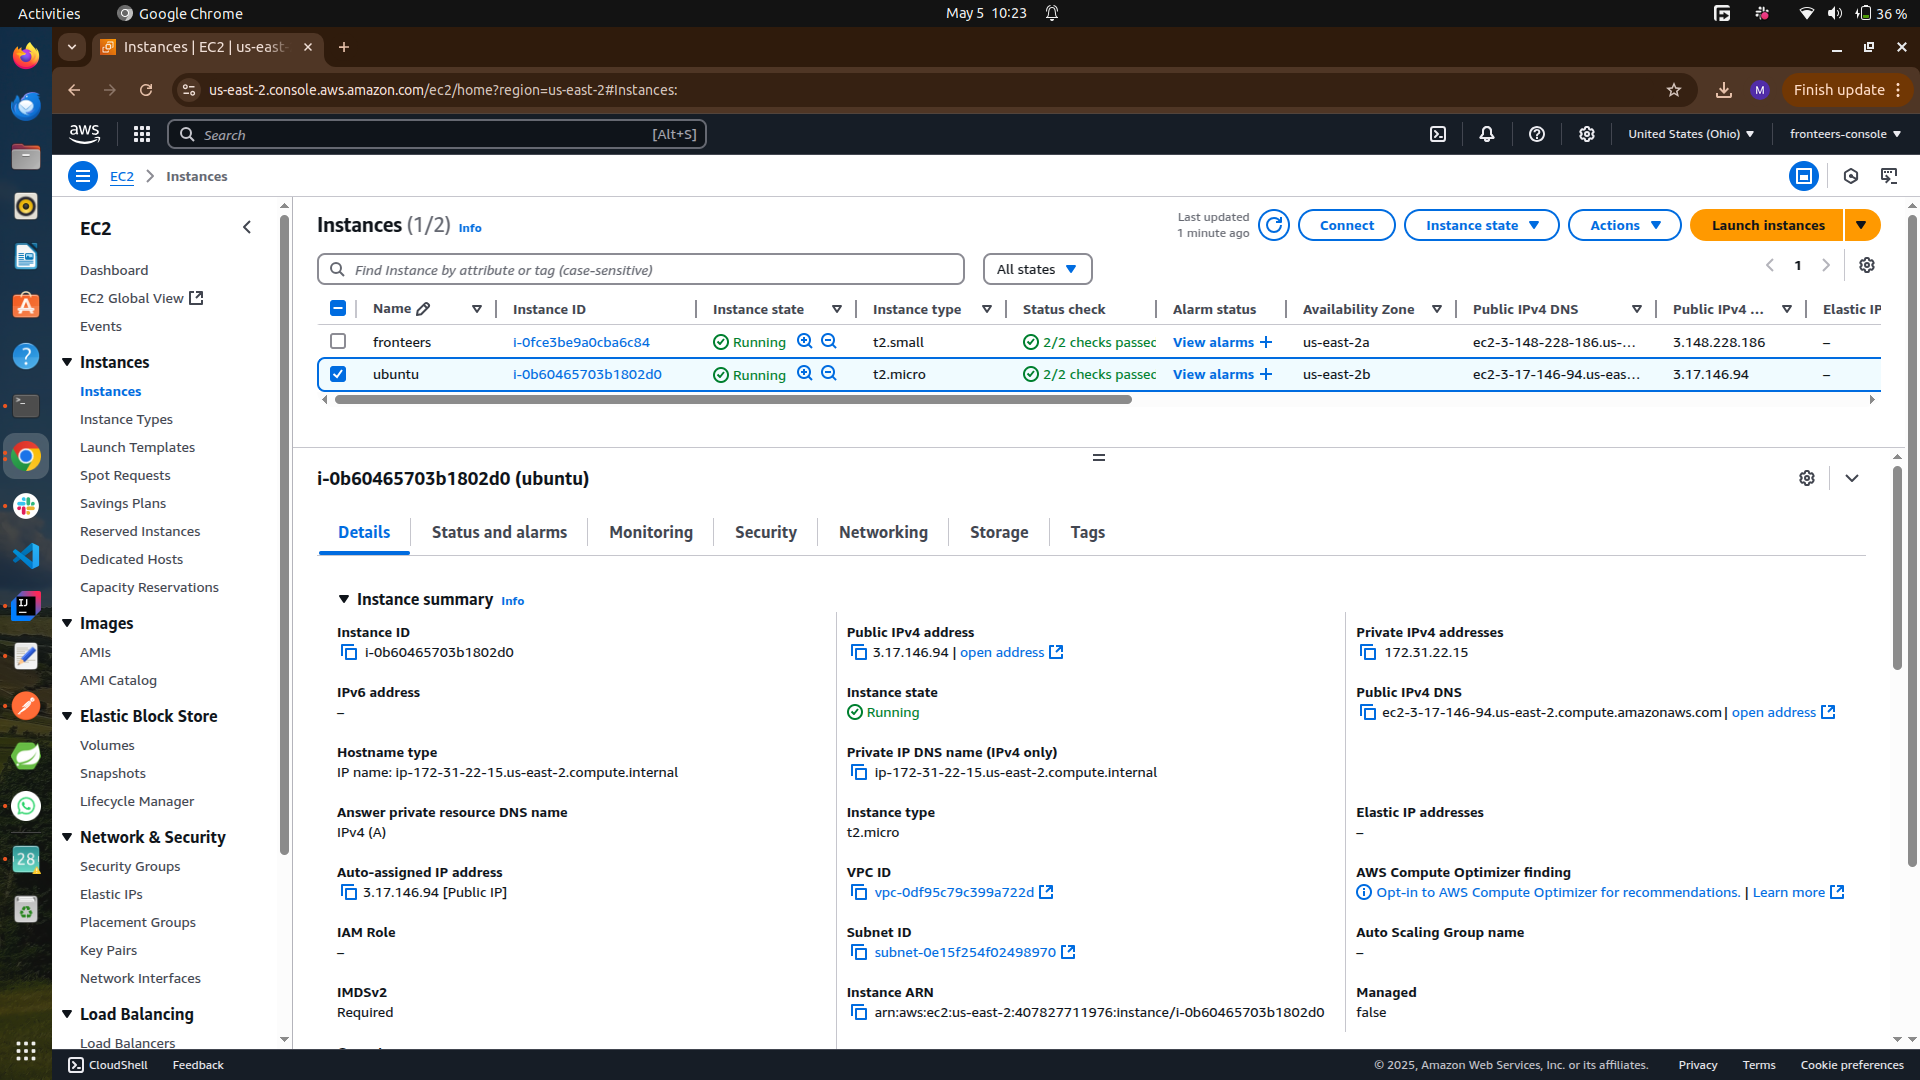 Activities
Google Chrome
May 5 10:23
36 %
Instances | EC2 | us-east-
us-east-2.console.aws.amazon.com/ec2/home?region=us-east-2#Instances:
M
Finish update
aws
Search
[Alt+S]
United States (Ohio)
fronteers-console
EC2
Instances
EC2
Dashboard
EC2 Global View
Events
Instances
Instances
Instance Types
Launch Templates
Spot Requests
Savings Plans
Reserved Instances
Dedicated Hosts
Capacity Reservations
Images
AMIs
AMI Catalog
Elastic Block Store
Volumes
Snapshots
Lifecycle Manager
Network & Security
Security Groups
Elastic IPs
Placement Groups
Key Pairs
Network Interfaces
Load Balancing
Load Balancers
Instances (1/2) Info
Last updated
1 minute ago
Connect
Instance state
Actions
Launch instances
Find Instance by attribute or tag (case-sensitive)
All states
1
Name Instance ID Instance state Instance type Status check Alarm status Availability Zone Public IPv4 DNS Public IPv4 ... Elastic IP
fronteers i-0fce3be9a0cba6c84 Running t2.small 2/2 checks passec View alarms us-east-2a ec2-3-148-228-186.us-... 3.148.228.186 –
ubuntu i-0b60465703b1802d0 Running t2.micro 2/2 checks passec View alarms us-east-2b ec2-3-17-146-94.us-eas... 3.17.146.94 –
i-0b60465703b1802d0 (ubuntu)
Details
Status and alarms
Monitoring
Security
Networking
Storage
Tags
Instance summary Info
Instance ID
i-0b60465703b1802d0
Public IPv4 address
3.17.146.94 | open address
Private IPv4 addresses
172.31.22.15
IPv6 address
–
Instance state
Running
Public IPv4 DNS
ec2-3-17-146-94.us-east-2.compute.amazonaws.com | open address
Hostname type
IP name: ip-172-31-22-15.us-east-2.compute.internal
Private IP DNS name (IPv4 only)
ip-172-31-22-15.us-east-2.compute.internal
Answer private resource DNS name
IPv4 (A)
Instance type
t2.micro
Elastic IP addresses
–
Auto-assigned IP address
3.17.146.94 [Public IP]
VPC ID
vpc-0df95c79c399a722d
AWS Compute Optimizer finding
Opt-in to AWS Compute Optimizer for recommendations. | Learn more
IAM Role
–
Subnet ID
subnet-0e15f254f02498970
Auto Scaling Group name
–
IMDSv2
Required
Instance ARN
arn:aws:ec2:us-east-2:407827711976:instance/i-0b60465703b1802d0
Managed
false
28
CloudShell
Feedback
© 2025, Amazon Web Services, Inc. or its affiliates.
Privacy
Terms
Cookie preferences